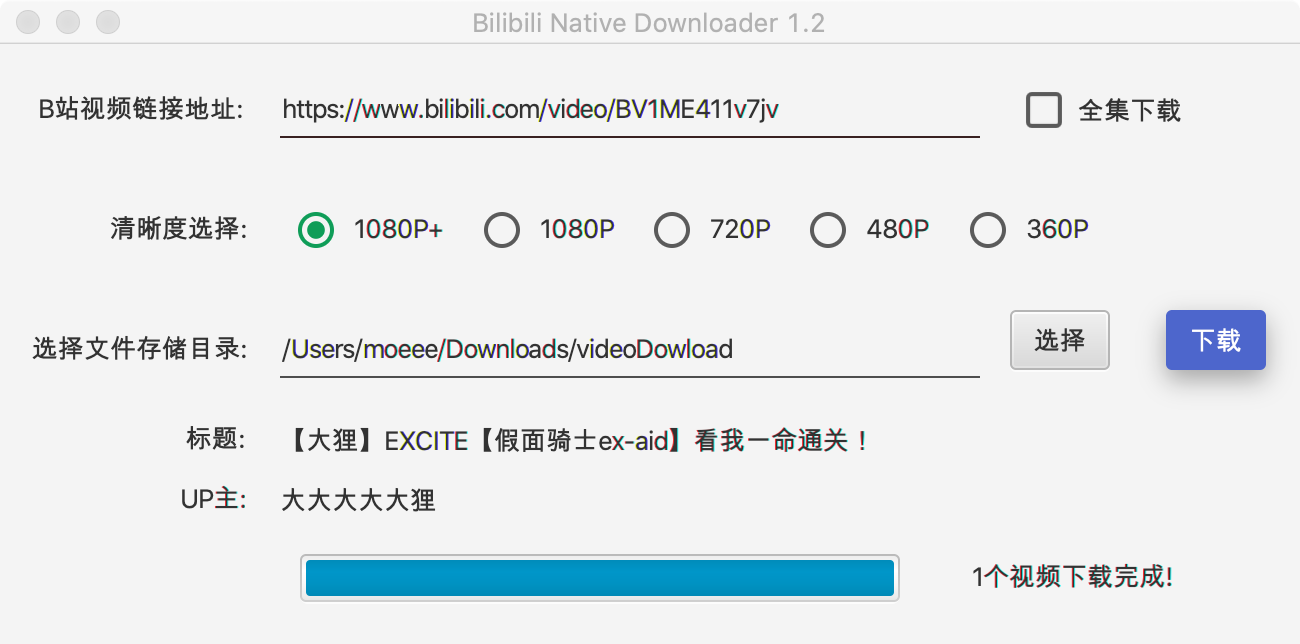 Bilibili Native Downloader 1.2
B站视频链接地址: https://www.bilibili.com/video/BV1ME411v7jv 全集下载
清晰度选择: 1080P+ 1080P 720P 480P 360P
选择文件存储目录: /Users/moeee/Downloads/videoDowload 选择 下载
标题: 【大狸】EXCITE【假面骑士ex-aid】看我一命通关！
UP主: 大大大大大狸
1个视频下载完成!